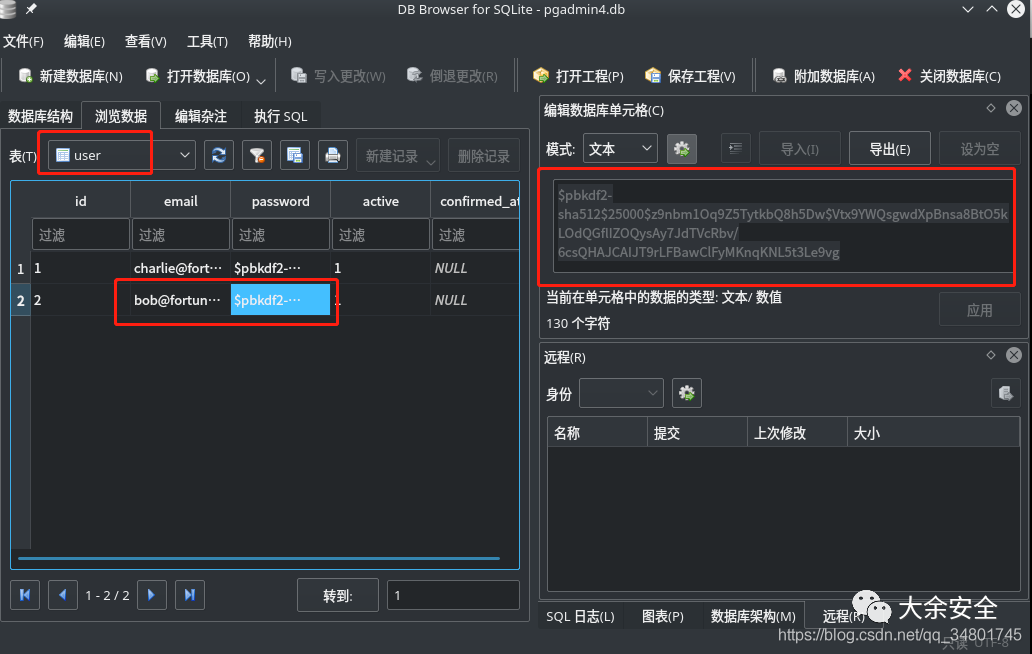 DB Browser for SQLite - pgadmin4.db
文件(F) 编辑(E) 查看(V) 工具(T) 帮助(H)
新建数据库(N) 打开数据库(O) 写入更改(W) 倒退更改(R) 打开工程(P) 保存工程(V) 附加数据库(A) 关闭数据库(C)
数据库结构 浏览数据 编辑杂注 执行 SQL
表(T) user 新建记录 删除记录
id email password active confirmed_at
过滤 过滤 过滤 过滤 过滤
1 1 charlie@fort··· $pbkdf2-··· 1 NULL
2 2 bob@fortun··· $pbkdf2-··· 1 NULL
1 - 2 / 2 转到: 1
编辑数据库单元格(C)
模式: 文本 导入(I) 导出(E) 设为空
$pbkdf2-
sha512$25000$z9nbm1Oq9Z5TytkbQ8h5Dw$Vtx9YWQsgwdXpBnsa8BtO5k
LOdQGflIZOQysAy7JdTVcRbv/
6csQHAJCAIJT9rLFBawClFyMKnqKNL5t3Le9vg
当前在单元格中的数据的类型: 文本/ 数值
130 个字符
应用
远程(R)
身份
名称 提交 上次修改 大小
SQL 日志(L) 图表(P) 数据库架构(M) 远程(R)
大余安全
https://blog.csdn.net/qq_34801745
只读 UTF-8